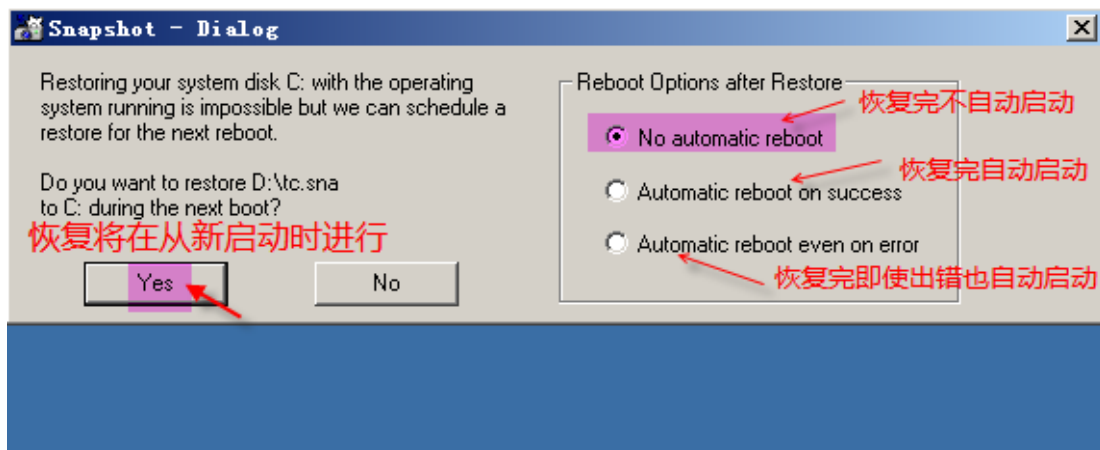 Snapshot - Dialog
Restoring your system disk C: with the operating
system running is impossible but we can schedule a
restore for the next reboot.
Do you want to restore D:\tc.sna
to C: during the next boot?
恢复将在从新启动时进行
Yes
No
Reboot Options after Restore
恢复完不自动启动
No automatic reboot
恢复完自动启动
Automatic reboot on success
Automatic reboot even on error
恢复完即使出错也自动启动